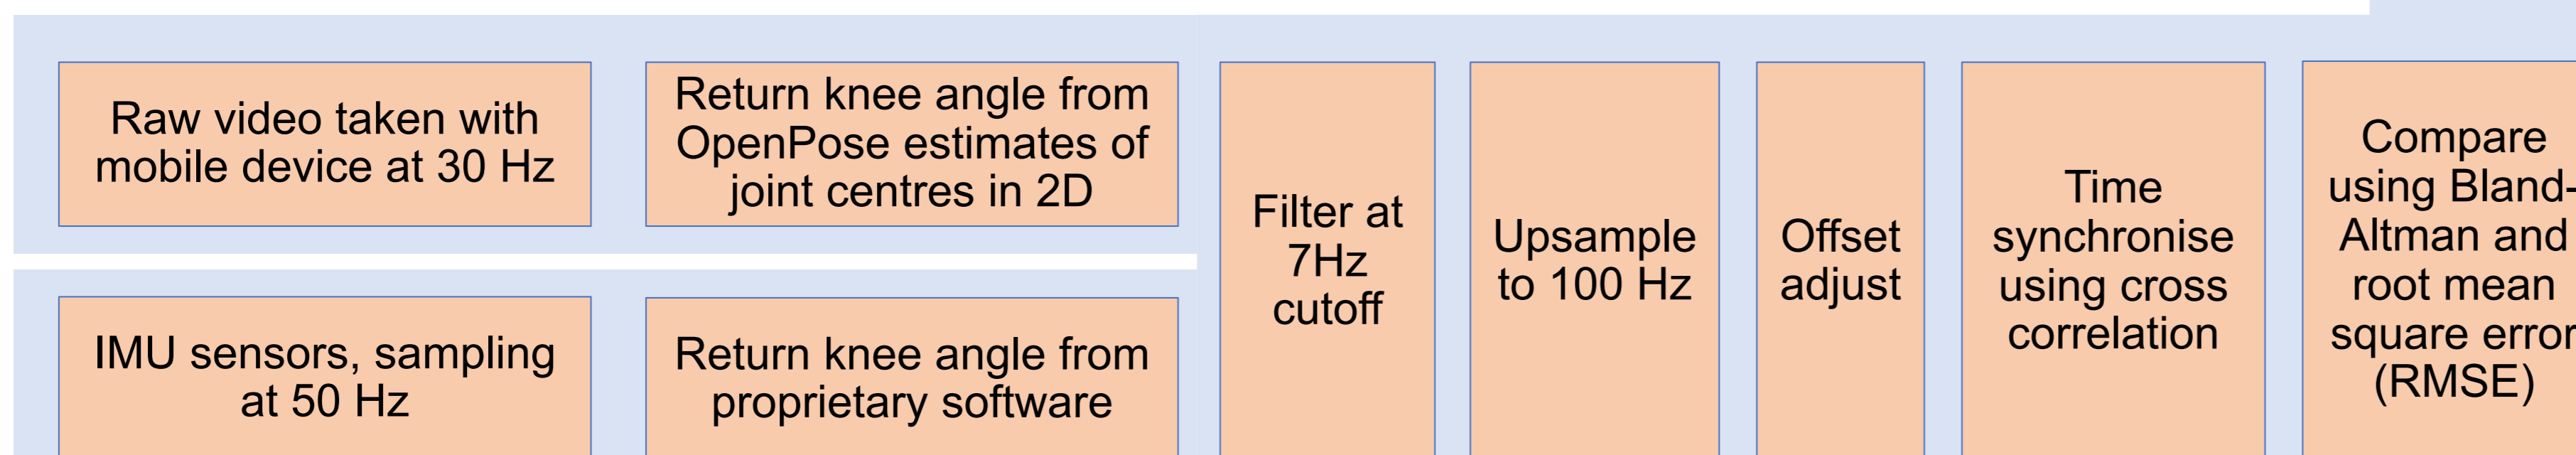 Raw video taken with
mobile device at 30 Hz
Return knee angle from
OpenPose estimates of
joint centres in 2D
IMU sensors, sampling
at 50 Hz
Return knee angle from
proprietary software
Filter at
7Hz
cutoff
Upsample
to 100 Hz
Offset
adjust
Time
synchronise
using cross
correlation
Compare
using Bland-
Altman and
root mean
square error
(RMSE)